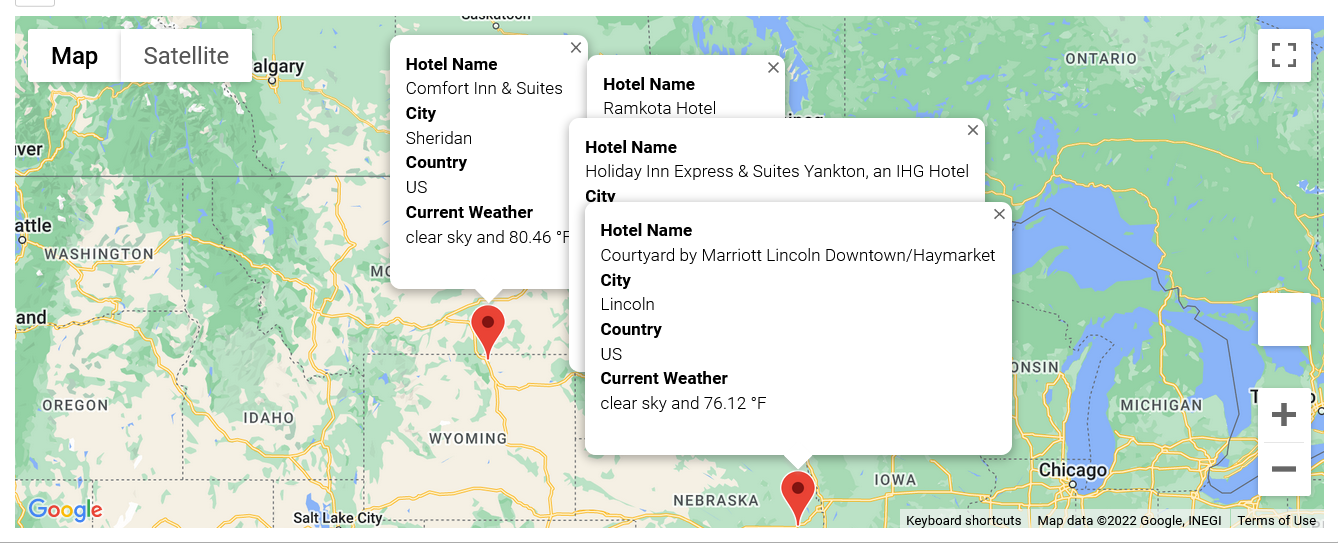 Saskatoon
Map
Satellite
algary
ONTARIO
Hotel Name
Comfort Inn & Suites
City
Sheridan
Country
US
Current Weather
clear sky and 80.46 °F
Hotel Name
Ramkota Hotel
Hotel Name
Holiday Inn Express & Suites Yankton, an IHG Hotel
City
Hotel Name
Courtyard by Marriott Lincoln Downtown/Haymarket
City
Lincoln
Country
US
Current Weather
clear sky and 76.12 °F
ver
attle
WASHINGTON
MO
and
ONSIN
OREGON
IDAHO
MICHIGAN
WYOMING
Chicago
IOWA
NEBRASKA
Google
Salt Lake City
Keyboard shortcuts
Map data ©2022 Google, INEGI
Terms of Use